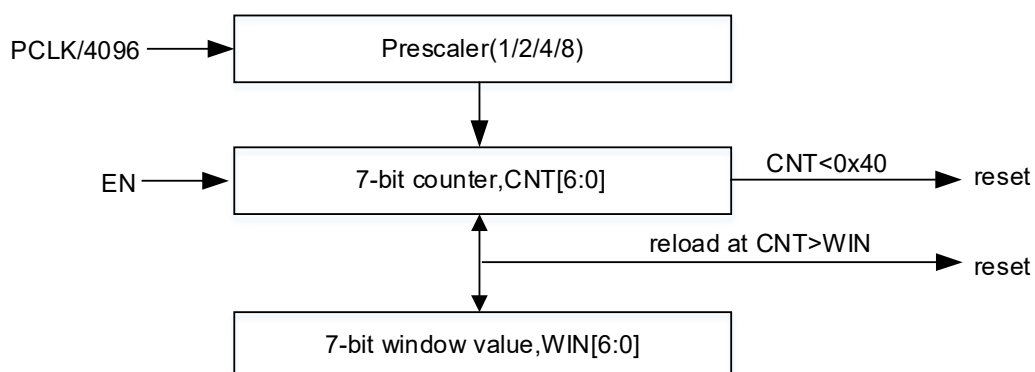 PCLK/4096
Prescaler(1/2/4/8)
EN
7-bit counter,CNT[6:0]
CNT<0x40
reset
reload at CNT>WIN
reset
7-bit window value,WIN[6:0]